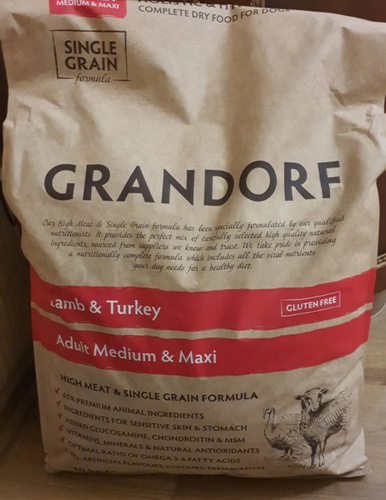 MEDIUM & MAXI
COMPLETE DRY FOOD FOR DOGS
SINGLE
GRAIN
formula
GRANDORF
Our High Meat & Single Grain formula has been specially formulated by our qualified
nutritionists. It provides the perfect mix of carefully selected high quality natural
ingredients, sourced from suppliers we know and trust. We take pride in providing
a nutritionally complete formula which includes all the vital nutrients
your dog needs for a healthy diet.
Lamb & Turkey
GLUTEN FREE
Adult Medium & Maxi
HIGH MEAT & SINGLE GRAIN FORMULA
65% PREMIUM ANIMAL INGREDIENTS
INGREDIENTS FOR SENSITIVE SKIN & STOMACH
ADDED GLUCOSAMINE, CHONDROITIN & MSM
VITAMINS, MINERALS & NATURAL ANTIOXIDANTS
OPTIMAL RATIO OF OMEGA 3-6 FATTY ACIDS
ARTIFICIAL FLAVOURS, COLOURS, PRESERVATIVES